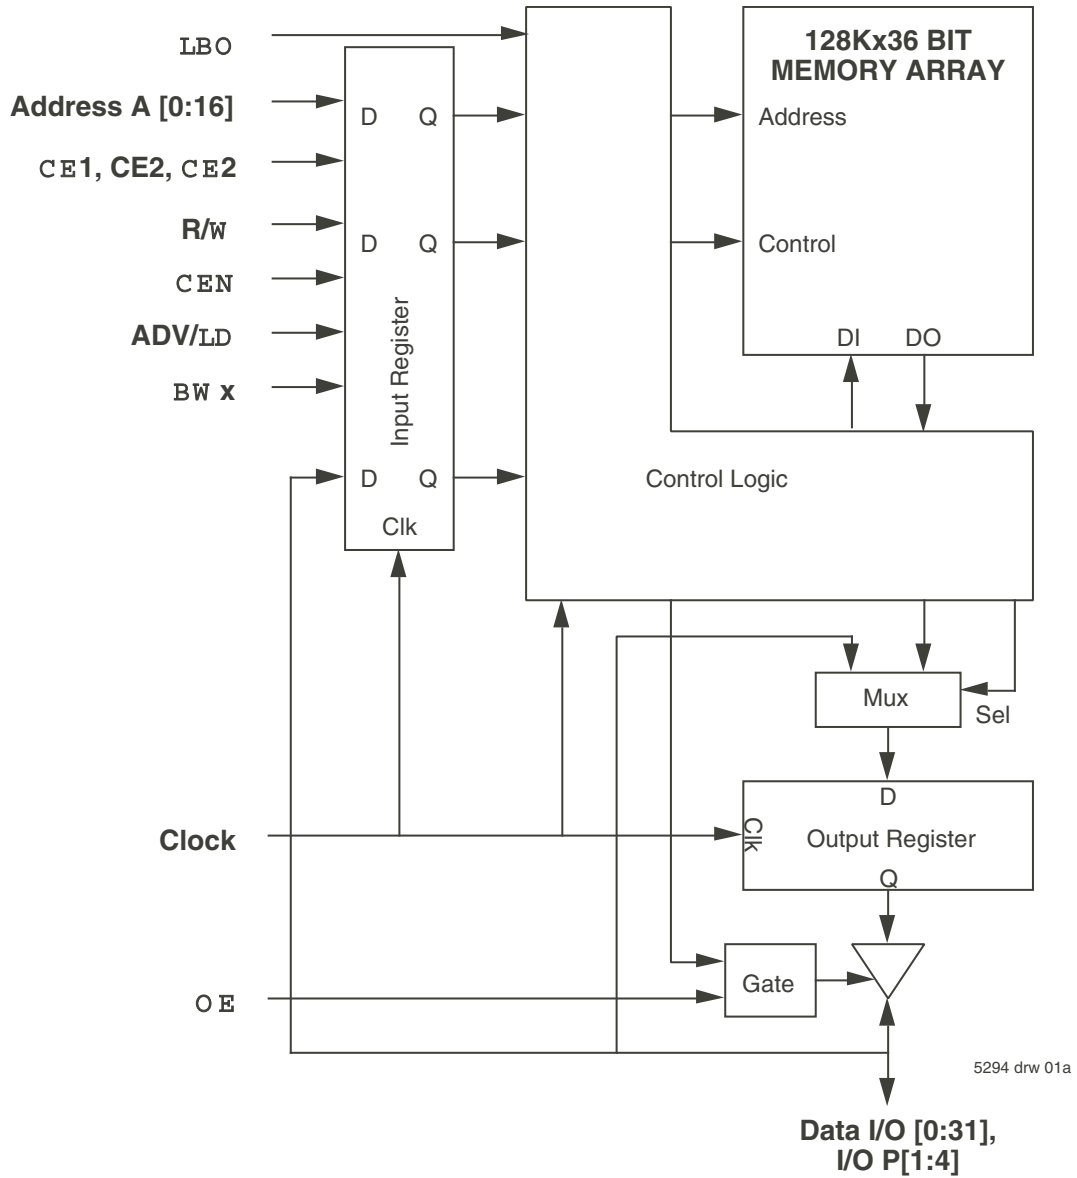 LBO
128Kx36 BIT
MEMORY ARRAY
Address A [0:16]
D Q
Address
CE1, CE2, CE2
R/W
D Q
Control
CEN
Input Register
ADV/LD
DI DO
BW x
D Q
Control Logic
Clk
Mux
Sel
D
Clock
Clk
Output Register
Q
Gate
OE
5294 drw 01a
Data I/O [0:31],
I/O P[1:4]